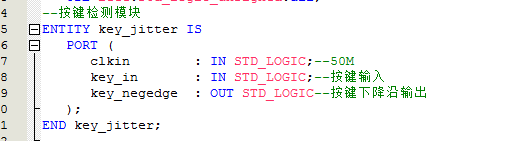 4 --按键检测模块
5 ENTITY key_jitter IS
6 PORT (
7 clkin : IN STD_LOGIC;--50M
8 key_in : IN STD_LOGIC;--按键输入
9 key_negedge : OUT STD_LOGIC--按键下降沿输出
0 );
1 END key_jitter;